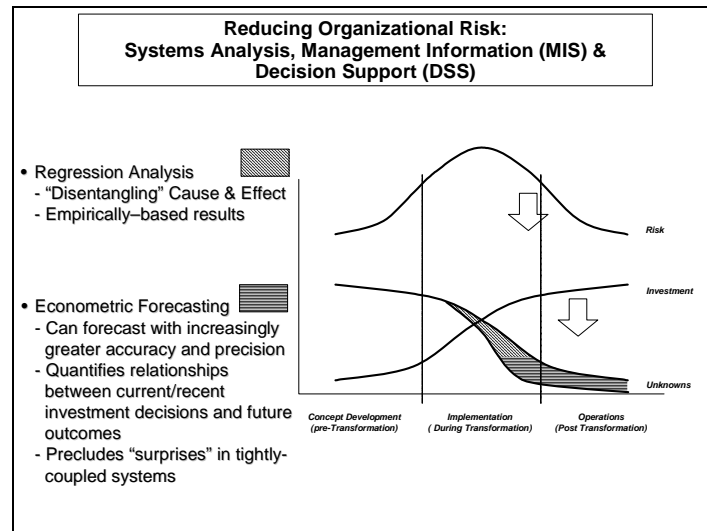 Reducing Organizational Risk:
Systems Analysis, Management Information (MIS) &
Decision Support (DSS)
• Regression Analysis
- “Disentangling” Cause & Effect
- Empirically–based results
• Econometric Forecasting
- Can forecast with increasingly
greater accuracy and precision
- Quantifies relationships
between current/recent
investment decisions and future
outcomes
- Precludes “surprises” in tightly-
coupled systems
Risk
Investment
Unknowns
Concept Development
(pre-Transformation)
Implementation
( During Transformation)
Operations
(Post Transformation)